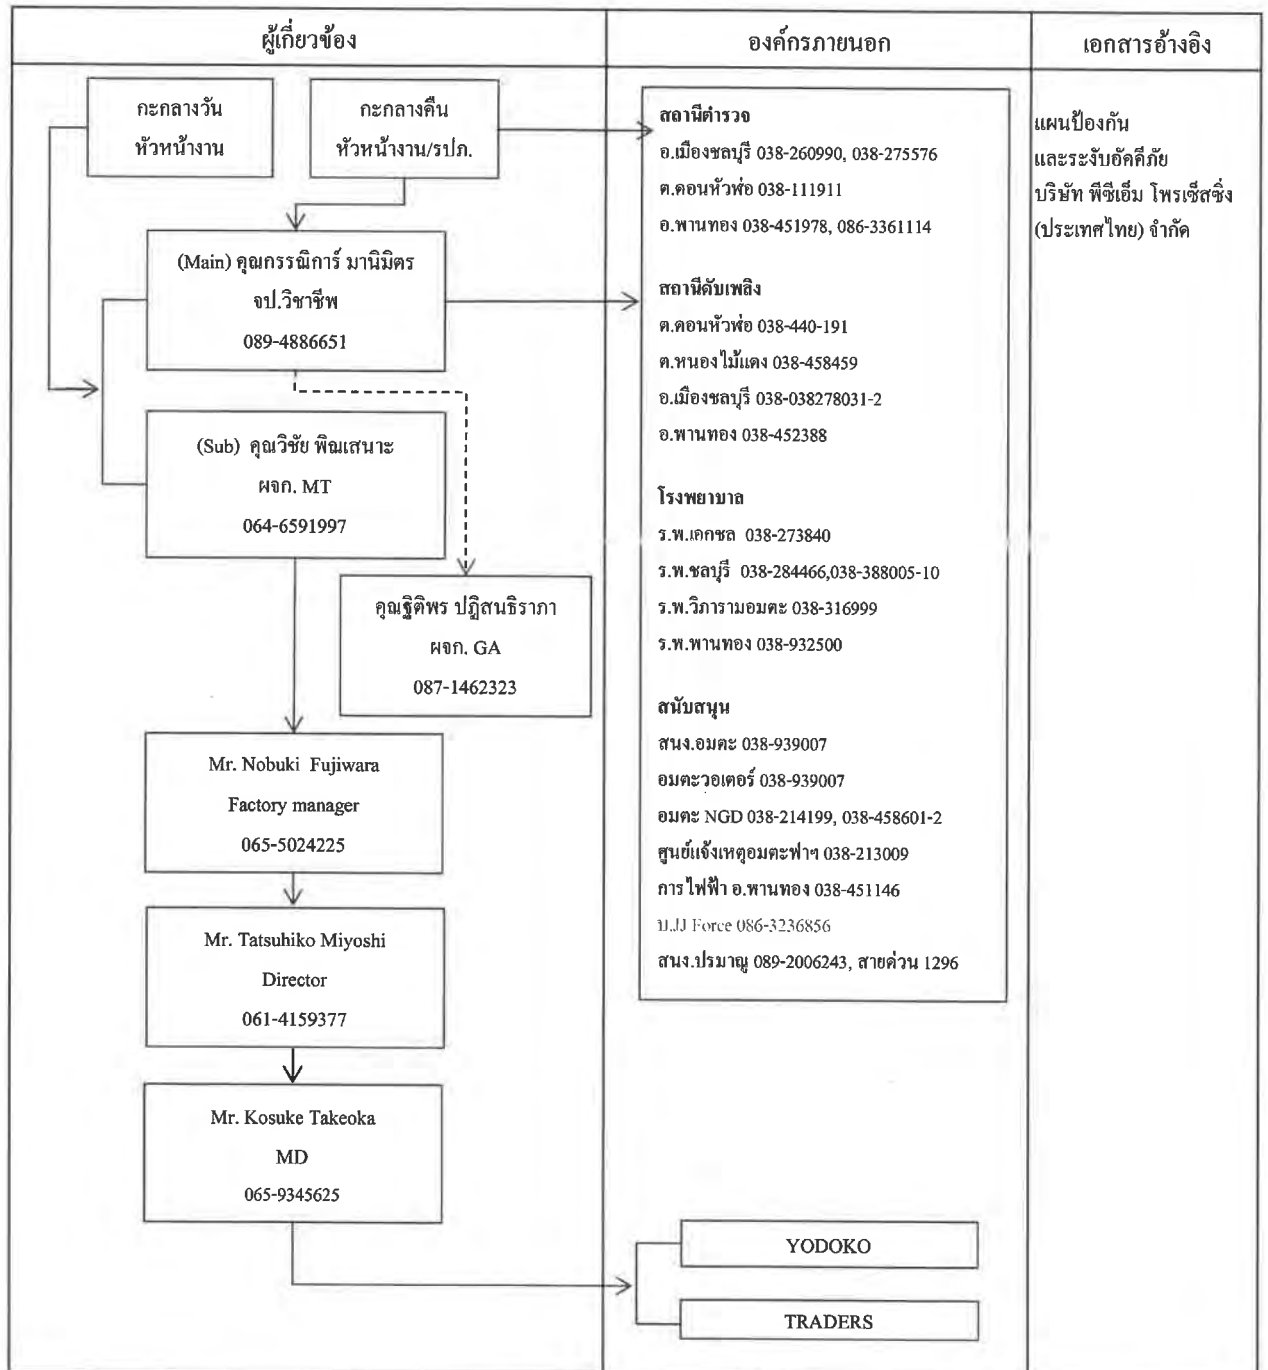 ผู้เกี่ยวข้อง
องค์กรภายนอก
เอกสารอ้างอิง
กะกลางวัน
หัวหน้างาน
กะกลางคืน
หัวหน้างาน/รปภ.
(Main) คุณกรรณิการ์ มานิมิตร
จป.วิชาชีพ
089-4886651
(Sub) คุณวิชัย พิณเสนาะ
ผจก. MT
064-6591997
คุณฐิติพร ปฏิสนธิราภา
ผจก. GA
087-1462323
Mr. Nobuki Fujiwara
Factory manager
065-5024225
Mr. Tatsuhiko Miyoshi
Director
061-4159377
Mr. Kosuke Takeoka
MD
065-9345625
สถานีตำรวจ
อ.เมืองชลบุรี 038-260990, 038-275576
ต.ดอนหัวฬ่อ 038-111911
อ.พานทอง 038-451978, 086-3361114
สถานีดับเพลิง
ต.ดอนหัวฬ่อ 038-440-191
ต.หนองไม้แดง 038-458459
อ.เมืองชลบุรี 038-038278031-2
อ.พานทอง 038-452388
โรงพยาบาล
ร.พ.เอกชล 038-273840
ร.พ.ชลบุรี 038-284466,038-388005-10
ร.พ.วิภารามอมตะ 038-316999
ร.พ.พานทอง 038-932500
สนับสนุน
สนง.อมตะ 038-939007
อมตะวอเตอร์ 038-939007
อมตะ NGD 038-214199, 038-458601-2
ศูนย์แจ้งเหตุอมตะฟาฯ 038-213009
การไฟฟ้า อ.พานทอง 038-451146
บ.JJ Force 086-3236856
สนง.ปรมาณู 089-2006243, สายด่วน 1296
YODOKO
TRADERS
แผนป้องกัน
และระงับอัคคีภัย
บริษัท พีซีเอ็ม โพรเซ็สซิ่ง
(ประเทศไทย) จำกัด